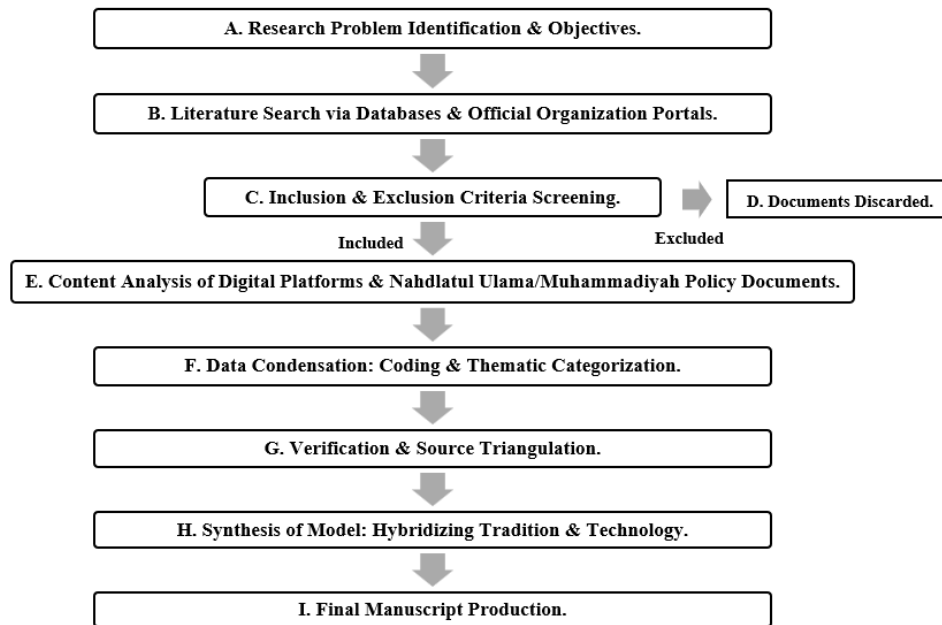 A. Research Problem Identification & Objectives.
B. Literature Search via Databases & Official Organization Portals.
C. Inclusion & Exclusion Criteria Screening.
D. Documents Discarded.
Included
Excluded
E. Content Analysis of Digital Platforms & Nahdlatul Ulama/Muhammadiyah Policy Documents.
F. Data Condensation: Coding & Thematic Categorization.
G. Verification & Source Triangulation.
H. Synthesis of Model: Hybridizing Tradition & Technology.
I. Final Manuscript Production.